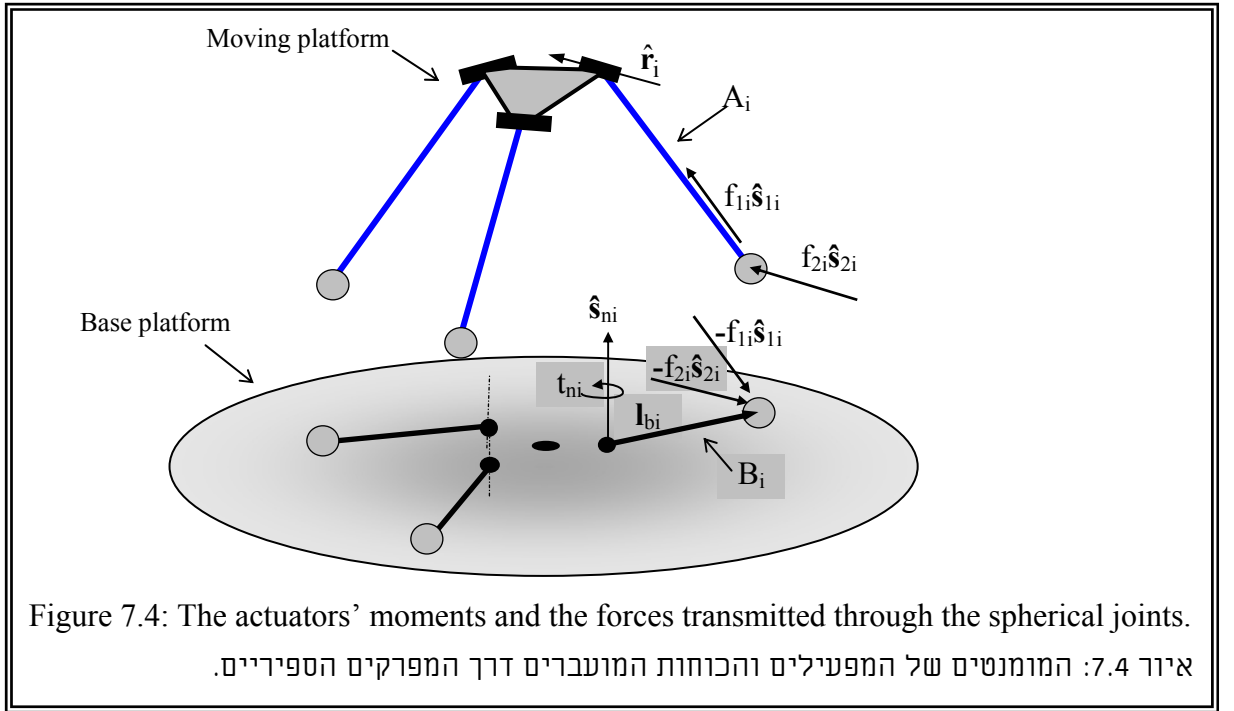 Moving platform
r̂i
Ai
f1iŝ1i
f2iŝ2i
Base platform
ŝni
-f1iŝ1i
-f2iŝ2i
tni
lbi
Bi
Figure 7.4: The actuators’ moments and the forces transmitted through the spherical joints.
איור 7.4: המומנטים של המפעילים והכוחות המועברים דרך המפרקים הספיריים.